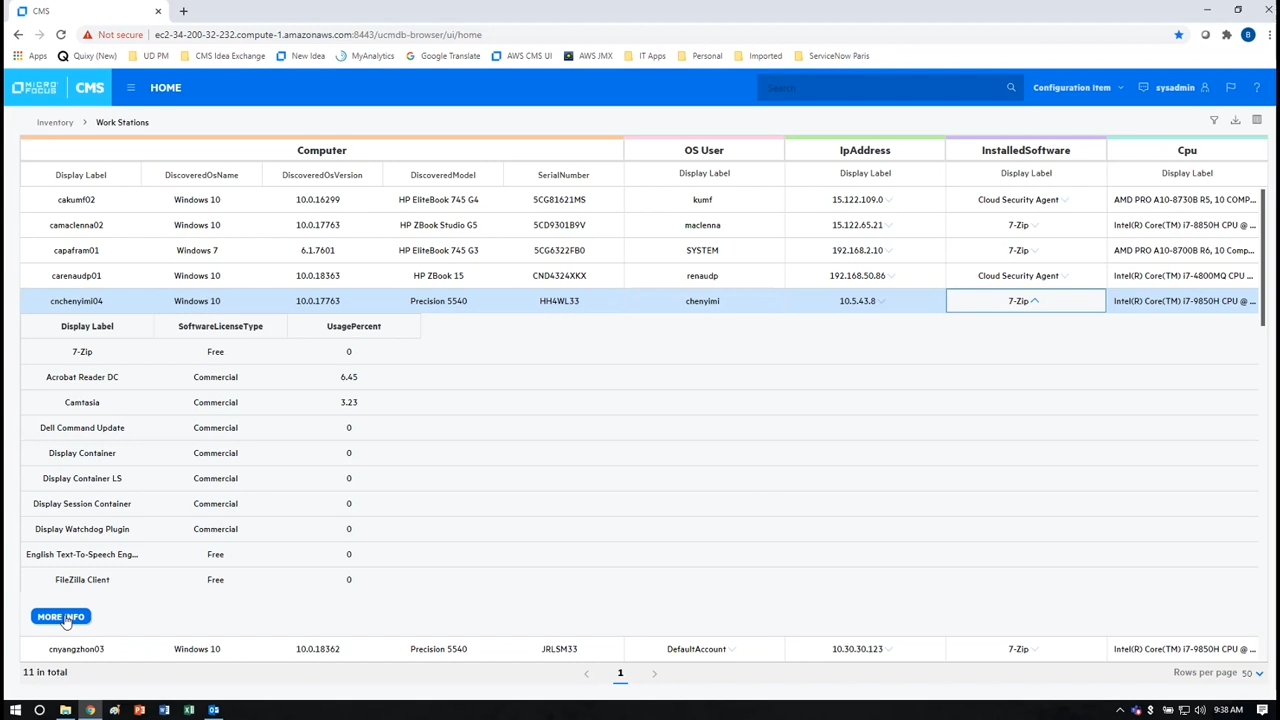 CMS
Not secure ec2-34-200-32-232.compute-1.amazonaws.com:8443/ucmdb-browser/ui/home B
Apps Quixy (New) UD PM CMS Idea Exchange New Idea MyAnalytics Google Translate AWS CMS UI AWS JMX IT Apps Personal Imported ServiceNow Paris
MICRO FOCUS CMS HOME Search Configuration Item sysadmin
Inventory > Work Stations
Computer OS User IpAddress InstalledSoftware Cpu
Display Label DiscoveredOsName DiscoveredOsVersion DiscoveredModel SerialNumber Display Label Display Label Display Label Display Label
cakumf02 Windows 10 10.0.16299 HP EliteBook 745 G4 5CG81621MS kumf 15.122.109.0 Cloud Security Agent AMD PRO A10-8730B R5, 10 COMP...
camaclenna02 Windows 10 10.0.17763 HP ZBook Studio G5 5CD9301B9V maclenna 15.122.65.21 7-Zip Intel(R) Core(TM) i7-8850H CPU @ ...
capafram01 Windows 7 6.1.7601 HP EliteBook 745 G3 5CG6322FB0 SYSTEM 192.168.2.10 7-Zip AMD PRO A10-8700B R6, 10 Comp...
carenaudp01 Windows 10 10.0.18363 HP ZBook 15 CND4324XKX renaudp 192.168.50.86 Cloud Security Agent Intel(R) Core(TM) i7-4800MQ CPU ...
cnchenyimi04 Windows 10 10.0.17763 Precision 5540 HH4WL33 chenyimi 10.5.43.8 7-Zip Intel(R) Core(TM) i7-9850H CPU @ ...
Display Label SoftwareLicenseType UsagePercent
7-Zip Free 0
Acrobat Reader DC Commercial 6.45
Camtasia Commercial 3.23
Dell Command Update Commercial 0
Display Container Commercial 0
Display Container LS Commercial 0
Display Session Container Commercial 0
Display Watchdog Plugin Commercial 0
English Text-To-Speech Eng... Free 0
FileZilla Client Free 0
MORE INFO
cnyangzhon03 Windows 10 10.0.18362 Precision 5540 JRLSM33 DefaultAccount 10.30.30.123 7-Zip Intel(R) Core(TM) i7-9850H CPU @ ...
11 in total 1 Rows per page 50
9:38 AM